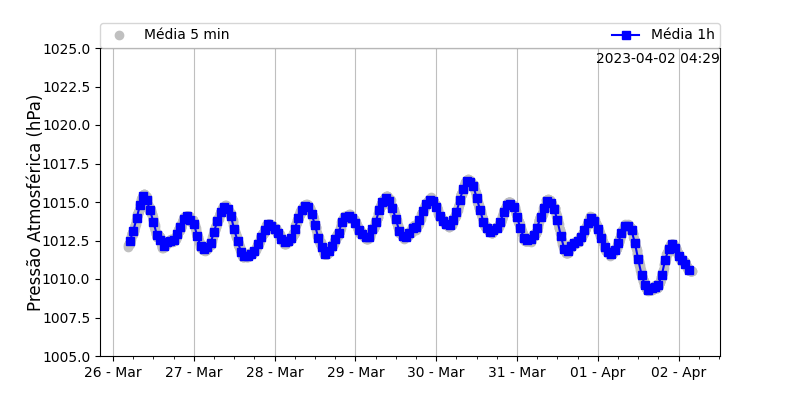 Média 5 min
Média 1h
2023-04-02 04:29
Pressão Atmosférica (hPa)
1025.0
1022.5
1020.0
1017.5
1015.0
1012.5
1010.0
1007.5
1005.0
26 - Mar
27 - Mar
28 - Mar
29 - Mar
30 - Mar
31 - Mar
01 - Apr
02 - Apr